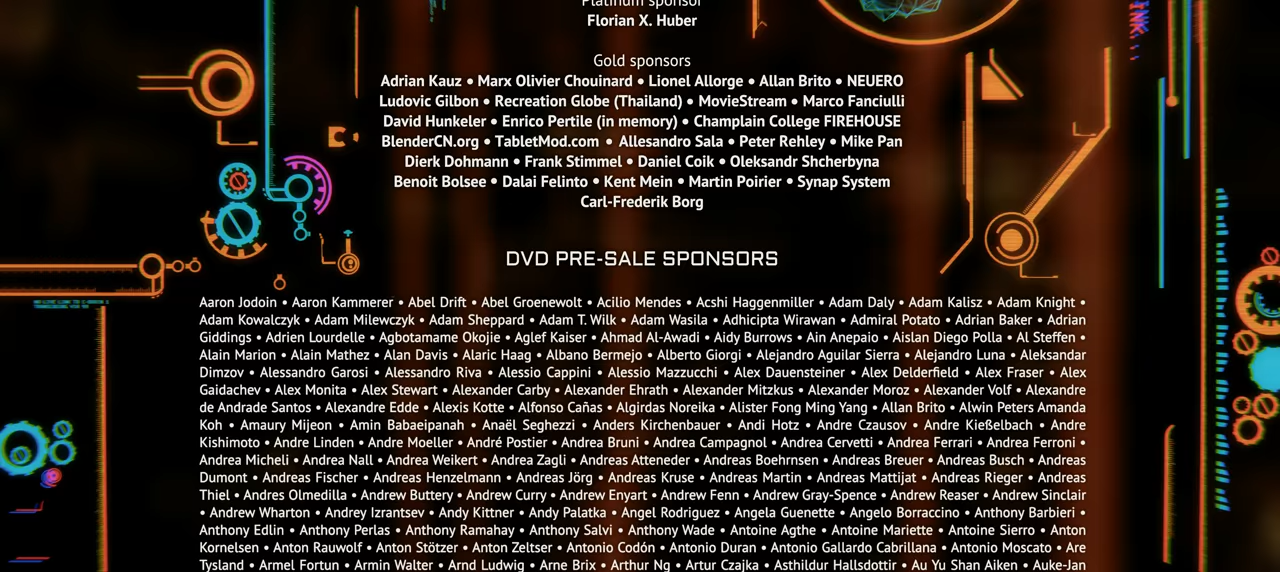 Platinum sponsor
Florian X. Huber
Gold sponsors
Adrian Kauz • Marx Olivier Chouinard • Lionel Allorge • Allan Brito • NEUERO
Ludovic Gilbon • Recreation Globe (Thailand) • MovieStream • Marco Fanciulli
David Hunkeler • Enrico Pertile (in memory) • Champlain College FIREHOUSE
BlenderCN.org • TabletMod.com • Allesandro Sala • Peter Rehley • Mike Pan
Dierk Dohmann • Frank Stimmel • Daniel Coik • Oleksandr Shcherbyna
Benoit Bolsee • Dalai Felinto • Kent Mein • Martin Poirier • Synap System
Carl-Frederik Borg
DVD PRE-SALE SPONSORS
Aaron Jodoin • Aaron Kammerer • Abel Drift • Abel Groenewolt • Acilio Mendes • Acshi Haggenmiller • Adam Daly • Adam Kalisz • Adam Knight •
Adam Kowalczyk • Adam Milewczyk • Adam Sheppard • Adam T. Wilk • Adam Wasila • Adhicipta Wirawan • Admiral Potato • Adrian Baker • Adrian
Giddings • Adrien Lourdelle • Agbotamame Okojie • Aglef Kaiser • Ahmad Al-Awadi • Aidy Burrows • Ain Anepaio • Aislan Diego Polla • Al Steffen •
Alain Marion • Alain Mathez • Alan Davis • Alaric Haag • Albano Bermejo • Alberto Giorgi • Alejandro Aguilar Sierra • Alejandro Luna • Aleksandar
Dimzov • Alessandro Garosi • Alessandro Riva • Alessio Cappini • Alessio Mazzucchi • Alex Dauensteiner • Alex Delderfield • Alex Fraser • Alex
Gaidachev • Alex Monita • Alex Stewart • Alexander Carby • Alexander Ehrath • Alexander Mitzkus • Alexander Moroz • Alexander Volf • Alexandre
de Andrade Santos • Alexandre Edde • Alexis Kotte • Alfonso Cañas • Algirdas Noreika • Alister Fong Ming Yang • Allan Brito • Alwin Peters Amanda
Koh • Amaury Mijeon • Amin Babaeipanah • Anaël Seghezzi • Anders Kirchenbauer • Andi Hotz • Andre Czausov • Andre Kießelbach • Andre
Kishimoto • Andre Linden • Andre Moeller • André Postier • Andrea Bruni • Andrea Campagnol • Andrea Cervetti • Andrea Ferrari • Andrea Ferroni •
Andrea Micheli • Andrea Nall • Andrea Weikert • Andrea Zagli • Andreas Atteneder • Andreas Boehrnsen • Andreas Breuer • Andreas Busch • Andreas
Dumont • Andreas Fischer • Andreas Henzelmann • Andreas Jörg • Andreas Kruse • Andreas Martin • Andreas Mattijat • Andreas Rieger • Andreas
Thiel • Andres Olmedilla • Andrew Buttery • Andrew Curry • Andrew Enyart • Andrew Fenn • Andrew Gray-Spence • Andrew Reaser • Andrew Sinclair
• Andrew Wharton • Andrey Izrantsev • Andy Kittner • Andy Palatka • Angel Rodriguez • Angela Guenette • Angelo Borraccino • Anthony Barbieri •
Anthony Edlin • Anthony Perlas • Anthony Ramahay • Anthony Salvi • Anthony Wade • Antoine Agthe • Antoine Mariette • Antoine Sierro • Anton
Kornelsen • Anton Rauwolf • Anton Stötzer • Anton Zeltser • Antonio Codón • Antonio Duran • Antonio Gallardo Cabrillana • Antonio Moscato • Are
Tysland • Armel Fortun • Armin Walter • Arnd Ludwig • Arne Brix • Arthur Ng • Artur Czajka • Asthildur Hallsdottir • Au Yu Shan Aiken • Auke-Jan